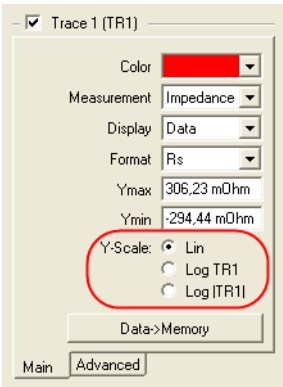 Trace 1 (TR1)
Color
Measurement Impedance
Display Data
Format Rs
Ymax 306,23 mOhm
Ymin -294,44 mOhm
Y-Scale: Lin
Log TR1
Log |TR1|
Data->Memory
Main Advanced